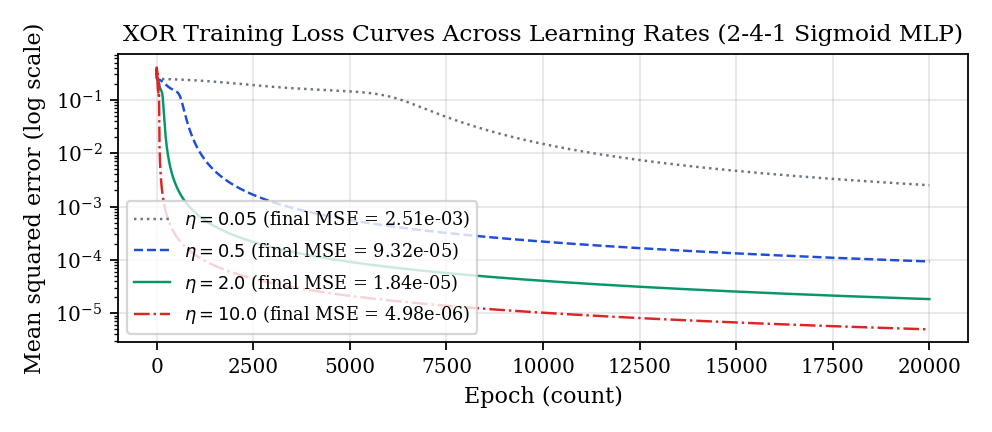 XOR Training Loss Curves Across Learning Rates (2-4-1 Sigmoid MLP)
Mean squared error (log scale)
10⁻¹
10⁻²
10⁻³
10⁻⁴
10⁻⁵
η = 0.05 (final MSE = 2.51e-03)
η = 0.5 (final MSE = 9.32e-05)
η = 2.0 (final MSE = 1.84e-05)
η = 10.0 (final MSE = 4.98e-06)
0 2500 5000 7500 10000 12500 15000 17500 20000
Epoch (count)